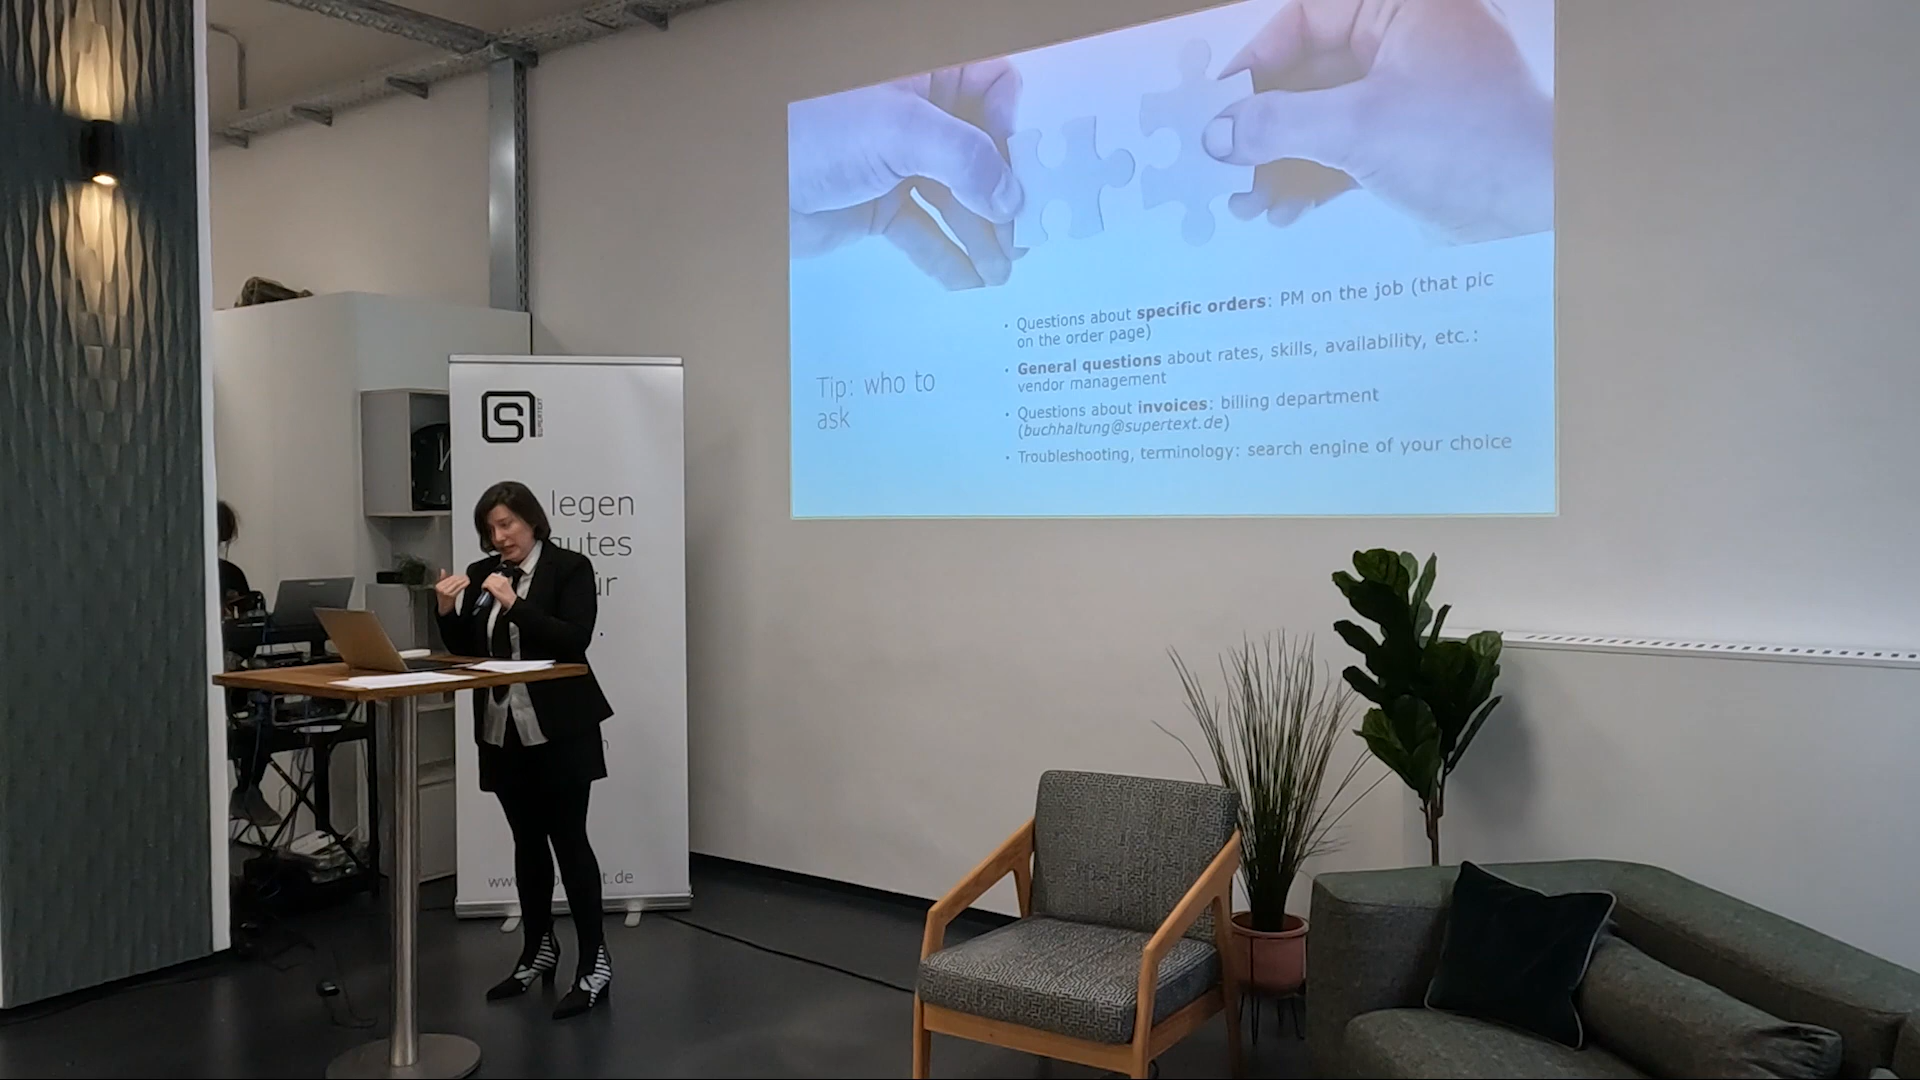 SUPERTEXT
legen
gutes
ür
.
www
t.de
Tip: who to
ask
· Questions about specific orders: PM on the job (that pic
on the order page)
· General questions about rates, skills, availability, etc.:
vendor management
· Questions about invoices: billing department
(buchhaltung@supertext.de)
· Troubleshooting, terminology: search engine of your choice